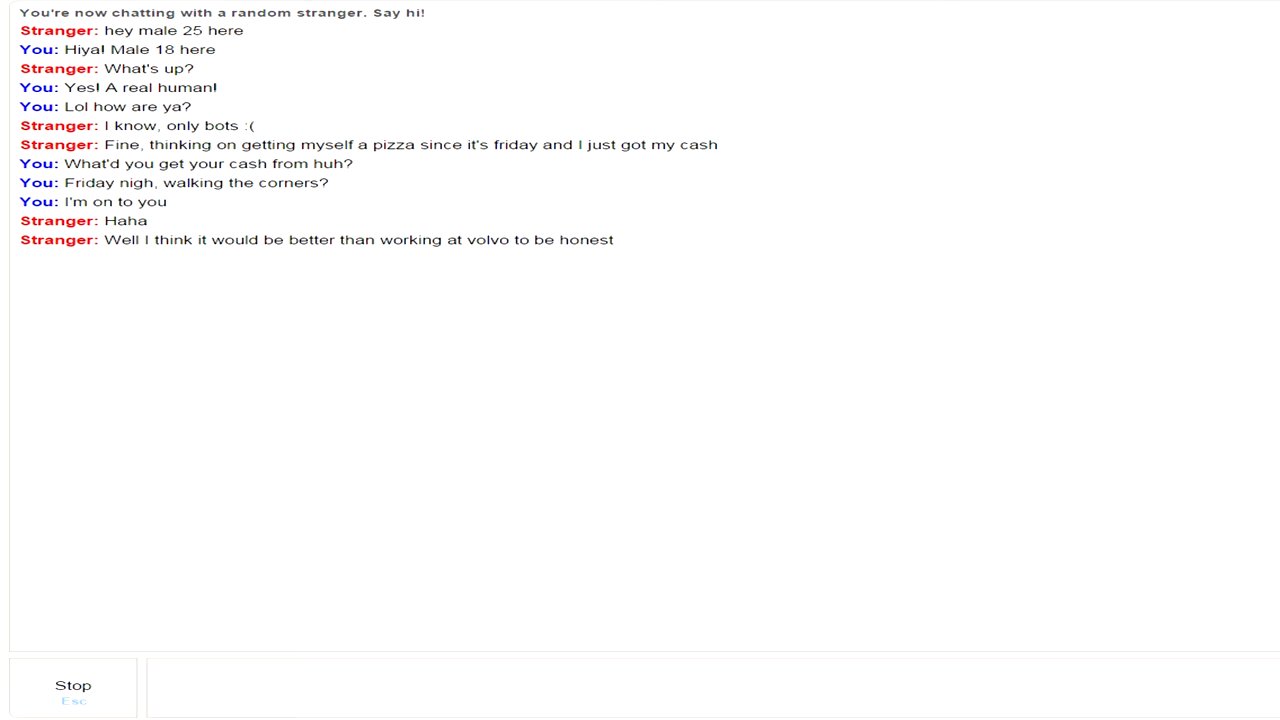 You're now chatting with a random stranger. Say hi!
Stranger: hey male 25 here
You: Hiya! Male 18 here
Stranger: What's up?
You: Yes! A real human!
You: Lol how are ya?
Stranger: I know, only bots :(
Stranger: Fine, thinking on getting myself a pizza since it's friday and I just got my cash
You: What'd you get your cash from huh?
You: Friday nigh, walking the corners?
You: I'm on to you
Stranger: Haha
Stranger: Well I think it would be better than working at volvo to be honest
Stop
Esc